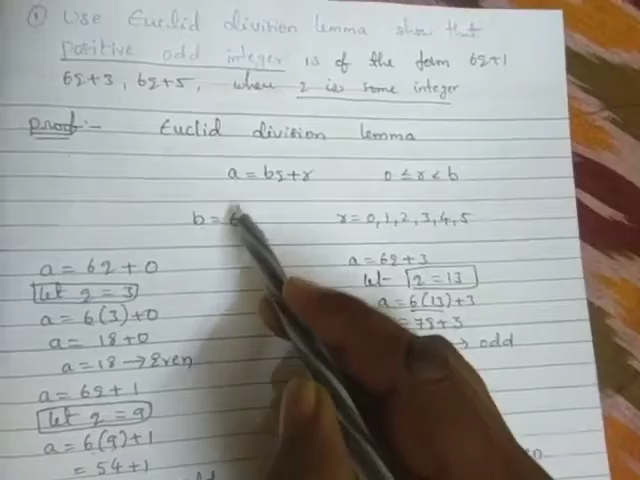 ① Use Euclid division lemma show that
positive odd integer is of the form 6q+1
6q+3, 6q+5, where q is some integer
Proof:- Euclid division lemma
a = bq+r 0 ≤ r < b
b = 6 r = 0, 1, 2, 3, 4, 5
a = 6q + 0
let q = 3
a = 6(3)+0
a = 18+0
a = 18 → Even
a = 6q + 1
let q = 9
a = 6(9)+1
= 54+1
a = 6q+3
let q = 13
a = 6(13)+3
= 78+3
→ odd